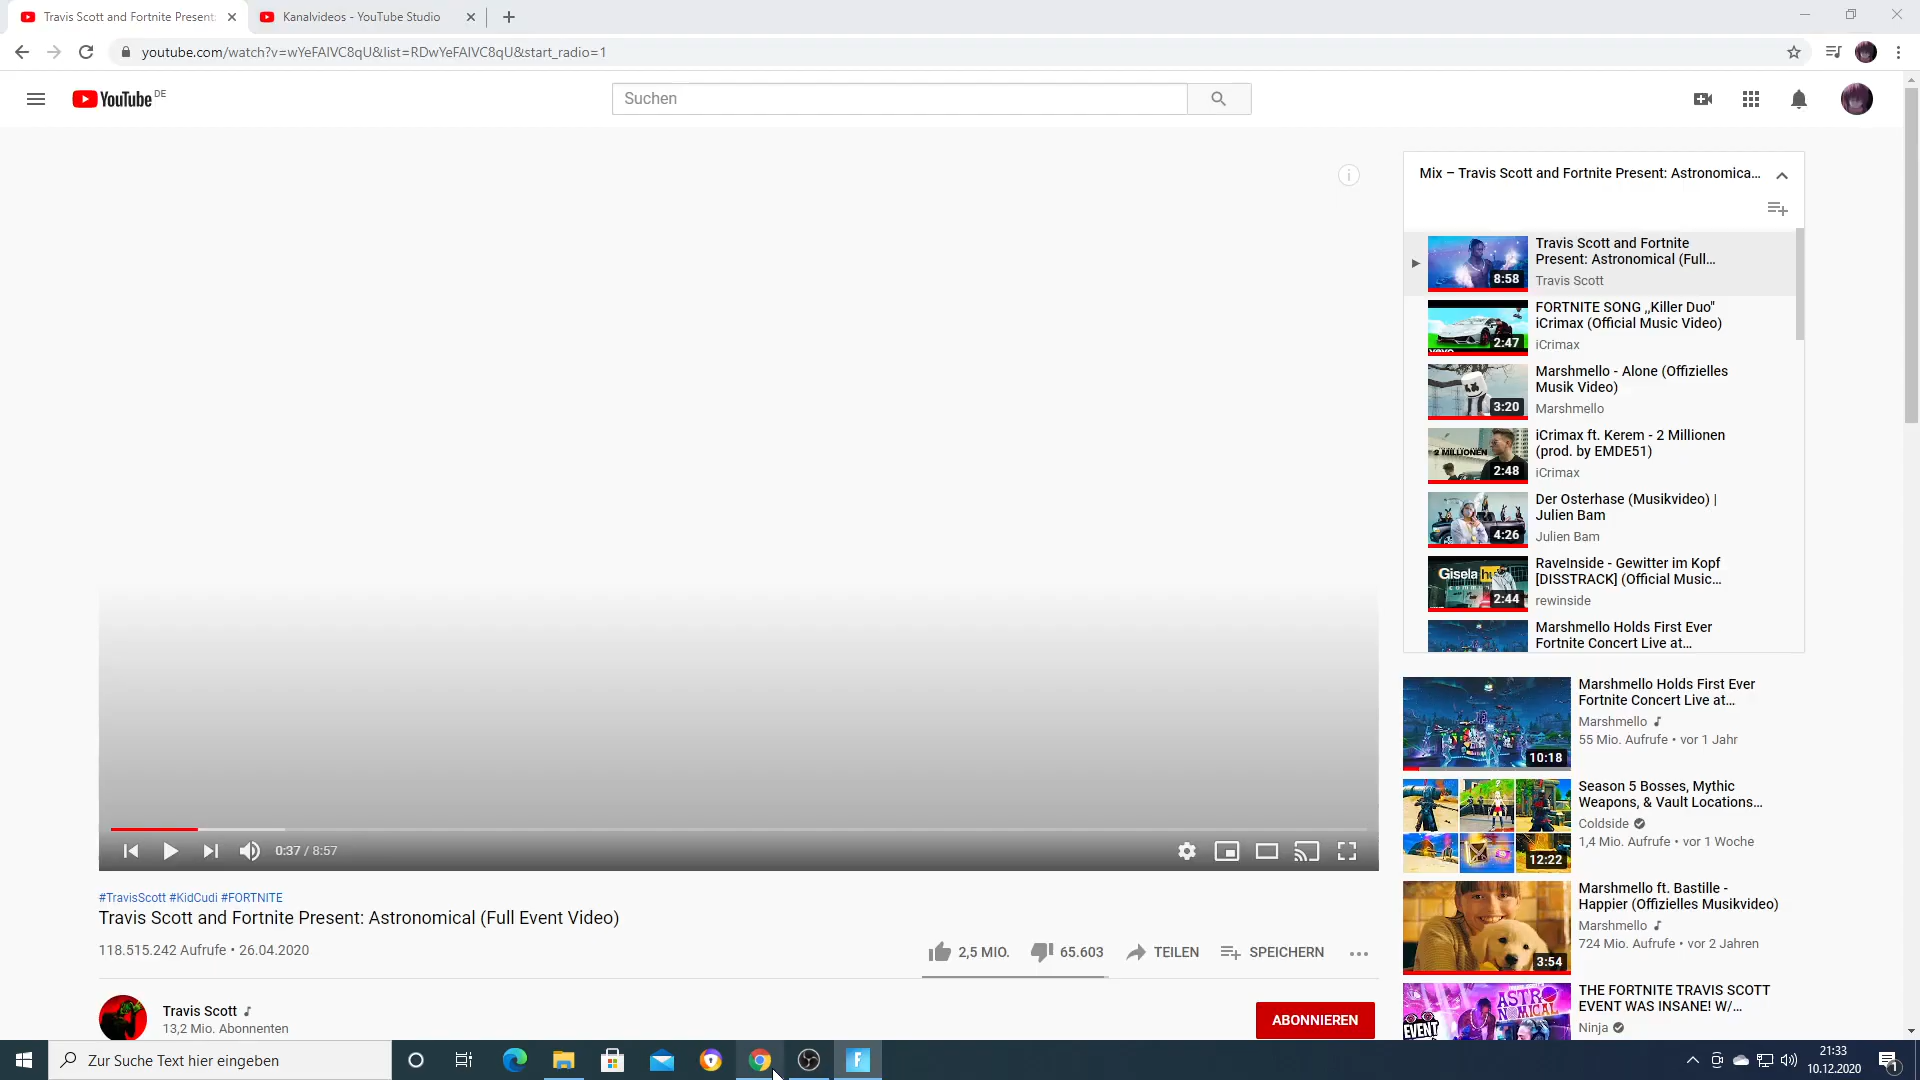 Travis Scott and Fortnite Present:
Kanalvideos - YouTube Studio
youtube.com/watch?v=wYeFAlVC8qU&list=RDwYeFAlVC8qU&start_radio=1
YouTube DE
Suchen
Mix – Travis Scott and Fortnite Present: Astronomica...
Travis Scott and Fortnite
Present: Astronomical (Full...
8:58
Travis Scott
FORTNITE SONG „Killer Duo"
iCrimax (Official Music Video)
2:47
iCrimax
Marshmello - Alone (Offizielles
Musik Video)
3:20
Marshmello
iCrimax ft. Kerem - 2 Millionen
(prod. by EMDE51)
2 MILLIONEN
2:48
iCrimax
Der Osterhase (Musikvideo) |
Julien Bam
4:26
Julien Bam
RaveInside - Gewitter im Kopf
[DISSTRACK] (Official Music...
Gisela
2:44
rewinside
Marshmello Holds First Ever
Fortnite Concert Live at...
Marshmello Holds First Ever
Fortnite Concert Live at...
Marshmello
55 Mio. Aufrufe • vor 1 Jahr
10:18
Season 5 Bosses, Mythic
Weapons, & Vault Locations...
Coldside
1,4 Mio. Aufrufe • vor 1 Woche
12:22
Marshmello ft. Bastille -
Happier (Offizielles Musikvideo)
Marshmello
724 Mio. Aufrufe • vor 2 Jahren
3:54
THE FORTNITE TRAVIS SCOTT
EVENT WAS INSANE! W/...
Ninja
ASTRO
NOMICAL
EVENT
0:37 / 8:57
#TravisScott #KidCudi #FORTNITE
Travis Scott and Fortnite Present: Astronomical (Full Event Video)
118.515.242 Aufrufe • 26.04.2020
2,5 MIO.
65.603
TEILEN
SPEICHERN
Travis Scott
13,2 Mio. Abonnenten
ABONNIEREN
Zur Suche Text hier eingeben
21:33
10.12.2020
1